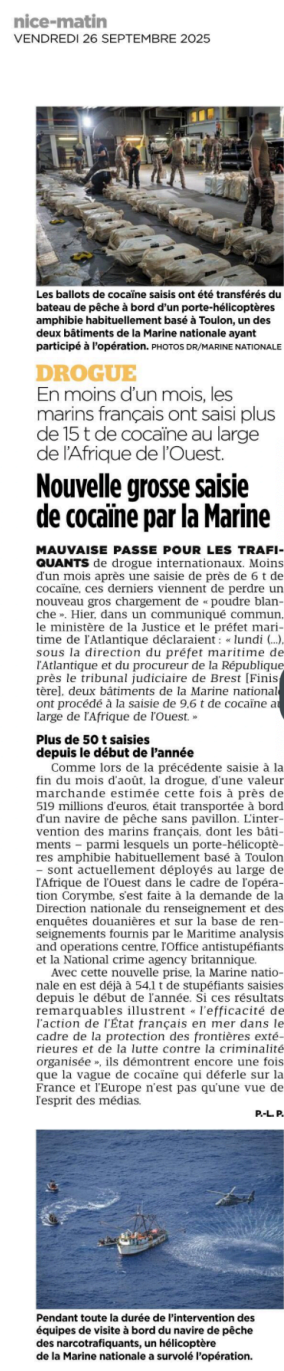 nice-matin
VENDREDI 26 SEPTEMBRE 2025
Les ballots de cocaïne saisis ont été transférés du
bateau de pêche à bord d'un porte-hélicoptères
amphibie habituellement basé à Toulon, un des
deux bâtiments de la Marine nationale ayant
participé à l'opération. PHOTOS DR/MARINE NATIONALE
DROGUE
En moins d'un mois, les
marins français ont saisi plus
de 15 t de cocaïne au large
de l'Afrique de l'Ouest.
Nouvelle grosse saisie
de cocaïne par la Marine
MAUVAISE PASSE POUR LES TRAFI-
QUANTS de drogue internationaux. Moins
d'un mois après une saisie de près de 6 t de
cocaïne, ces derniers viennent de perdre un
nouveau gros chargement de « poudre blan-
che ». Hier, dans un communiqué commun,
le ministère de la Justice et le préfet mari-
time de l'Atlantique déclaraient : « lundi (...),
sous la direction du préfet maritime de
l'Atlantique et du procureur de la République
près le tribunal judiciaire de Brest [Finis-
tère], deux bâtiments de la Marine nationale
ont procédé à la saisie de 9,6 t de cocaïne au
large de l'Afrique de l'Ouest. »
Plus de 50 t saisies
depuis le début de l'année
Comme lors de la précédente saisie à la
fin du mois d'août, la drogue, d'une valeur
marchande estimée cette fois à près de
519 millions d'euros, était transportée à bord
d'un navire de pêche sans pavillon. L'inter-
vention des marins français, dont les bâti-
ments – parmi lesquels un porte-hélicoptè-
res amphibie habituellement basé à Toulon
– sont actuellement déployés au large de
l'Afrique de l'Ouest dans le cadre de l'opéra-
tion Corymbe, s'est faite à la demande de la
Direction nationale du renseignement et des
enquêtes douanières et sur la base de ren-
seignements fournis par le Maritime analysis
and operations centre, l'Office antistupéfiants
et la National crime agency britannique.
Avec cette nouvelle prise, la Marine natio-
nale en est déjà à 54,1 t de stupéfiants saisies
depuis le début de l'année. Si ces résultats
remarquables illustrent « l'efficacité de
l'action de l'État français en mer dans le
cadre de la protection des frontières exté-
rieures et de la lutte contre la criminalité
organisée », ils démontrent encore une fois
que la vague de cocaïne qui déferle sur la
France et l'Europe n'est pas qu'une vue de
l'esprit des médias.
P.-L. P.
Pendant toute la durée de l'intervention des
équipes de visite à bord du navire de pêche
des narcotrafiquants, un hélicoptère
de la Marine nationale a survolé l'opération.